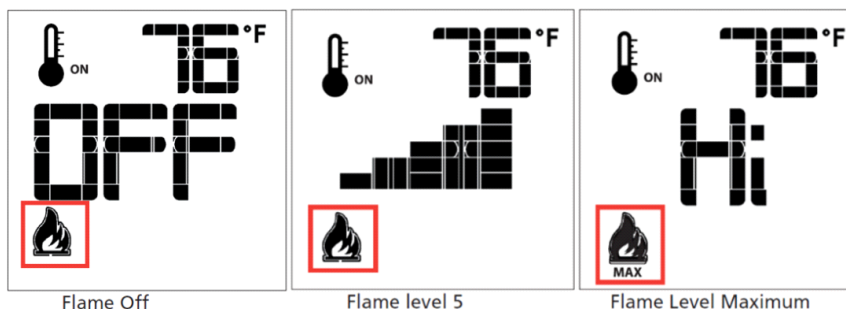 76 °F
ON
OFF
Flame Off
76 °F
ON
Flame level 5
76 °F
ON
Hi
MAX
Flame Level Maximum